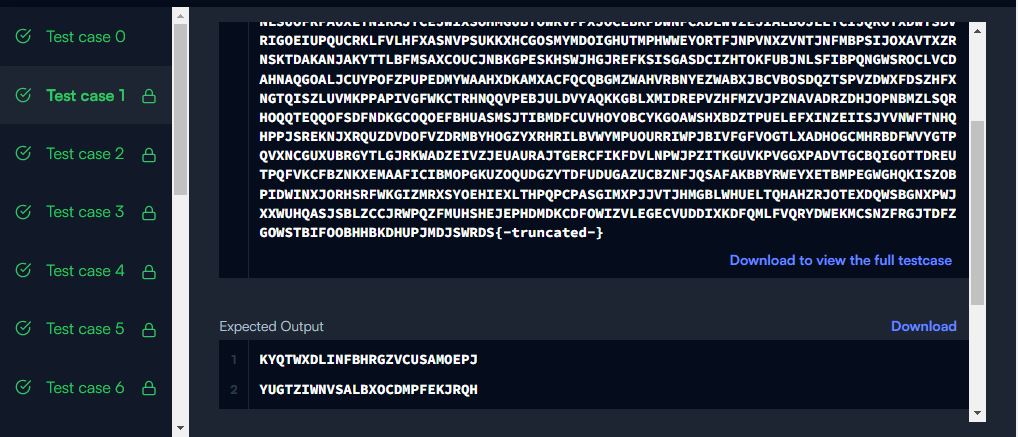 Test case 0
Test case 1
Test case 2
Test case 3
Test case 4
Test case 5
Test case 6
RIGOEIUPQUCRKLFVLHFXASNVPSUKKXHCGOSMYMDOIGHUTMPHWWEYORTFJNPVNXZVNTJNFMBPSIJOXAVTXZR
NSKTDAKANJAKYTTLBFMSAXCOUCJNBKGPESKHSWJHGJREFKSISGASDCIZHTOKFUBJNLSFIBPQNGWSROCLVCD
AHNAQGOALJCUYPOFZPUPEDMYWAAHXDKAMXACFQCQBGMZWAHVRBNYEZWABXJBCVBOSDQZTSPVZDWXFDSZHFX
NGTQISZLUVMKPPAPIVGFWKCTRHNQQVPEBJULDVYAQKKGBLXMIDREPVZHFMZVJPZNAVADRZDHJOPNBMZLSQR
HOQQTEQQOFSDFNDKGCOQOEFBHUASMSJTIBMDFCUVHOYOBCYKGOAWSHXBDZTPUELEFXINZEIISJYVNWFTNHQ
HPPJSREKNJXRQUZDVDOFVZDRMBYHOGZYXRHRILBVWYMPUOURRIWPJBIVFGFVOGTLXADHOGCMHRBDFWVYGTP
QVXNCGUXUBRGYTLGJRKWADZEIVZJEUAURAJTGERCFIKFDVLNPWJPZITKGUVKPVGGXPADVTGCBQIGOTTDREU
TPQFVKCFBZNKXEMAAFICIBMOPGKUZOQUDGZYTDFUDUGAZUCBZNFJQSAFAKBBYRWEYXETBMPEGWGHQKISZOB
PIDWINXJORHSRFWKGIZMRXSYOEHIEXLTHPQPCPASGIMXPJJVTJHMGBLWHUELTQHAHZRJOTEXDQWSBGNXPWJ
XXWUHQASJSBLZCCJRWPQZFMUHSHEJEPHDMDKCDFOWIZVLEGECVUDDIXKDFQMLFVQRYDWEKMCSNZFRGJTDFZ
GOWSTBIFOOBHHBKDHUPJMDJSWRDS{-truncated-}
Download to view the full testcase
Expected Output
Download
1 KYQTWXDLINFBHRGZVCUSAMOEPJ
2 YUGTZIWNVSALBXOCDMPFEKJRQH